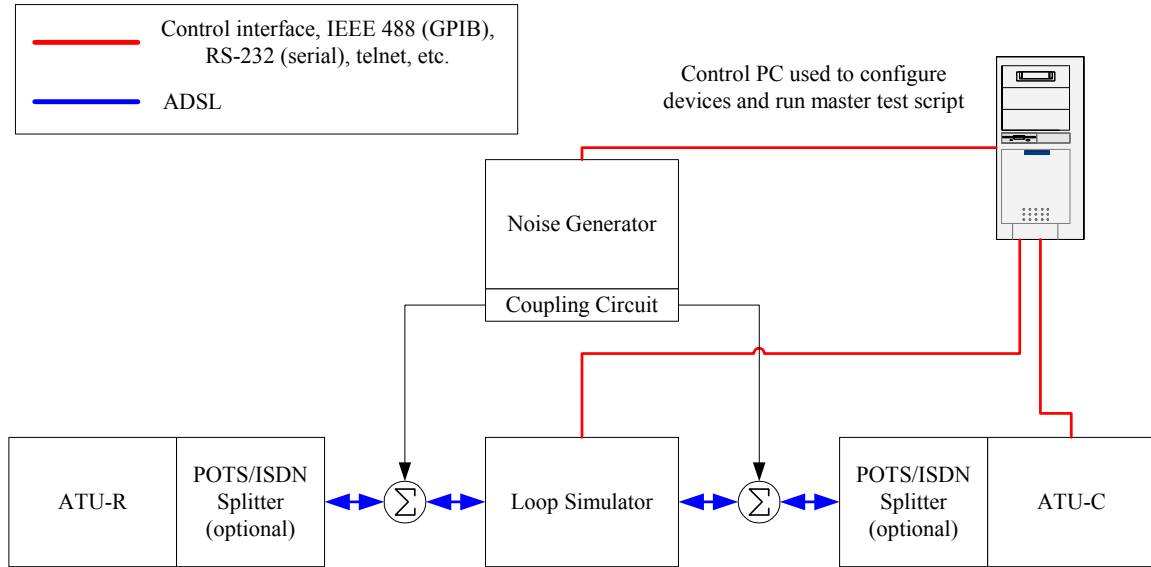 Control interface, IEEE 488 (GPIB),
RS-232 (serial), telnet, etc.
ADSL
Control PC used to configure
devices and run master test script
Noise Generator
Coupling Circuit
ATU-R
POTS/ISDN
Splitter
(optional)
Σ
Loop Simulator
Σ
POTS/ISDN
Splitter
(optional)
ATU-C